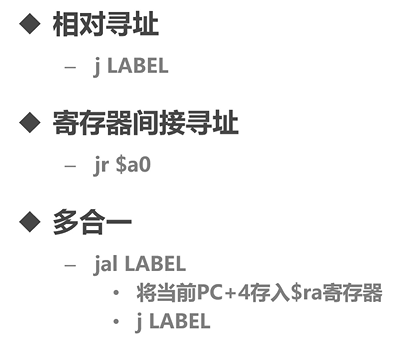 ◆ 相对寻址
– j LABEL
◆ 寄存器间接寻址
– jr $a0
◆ 多合一
– jal LABEL
• 将当前PC+4存入$ra寄存器
• j LABEL